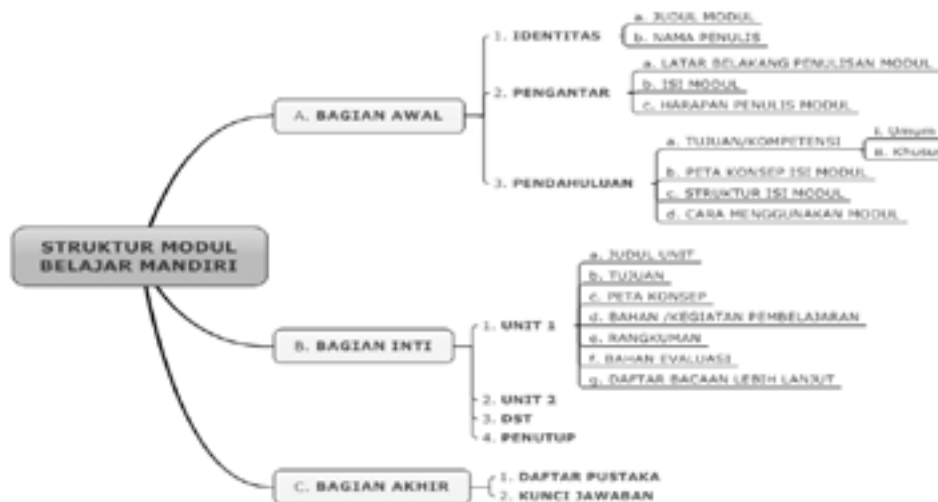 STRUKTUR MODUL
BELAJAR MANDIRI
A. BAGIAN AWAL
1. IDENTITAS
a. JUDUL MODUL
b. NAMA PENULIS
2. PENGANTAR
a. LATAR BELAKANG PENULISAN MODUL
b. ISI MODUL
c. HARAPAN PENULIS MODUL
3. PENDAHULUAN
a. TUJUAN/KOMPETENSI
i. Umum
ii. Khusus
b. PETA KONSEP ISI MODUL
c. STRUKTUR ISI MODUL
d. CARA MENGGUNAKAN MODUL
B. BAGIAN INTI
1. UNIT 1
a. JUDUL UNIT
b. TUJUAN
c. PETA KONSEP
d. BAHAN /KEGIATAN PEMBELAJARAN
e. RANGKUMAN
f. BAHAN EVALUASI
g. DAFTAR BACAAN LEBIH LANJUT
2. UNIT 2
3. DST
4. PENUTUP
C. BAGIAN AKHIR
1. DAFTAR PUSTAKA
2. KUNCI JAWABAN